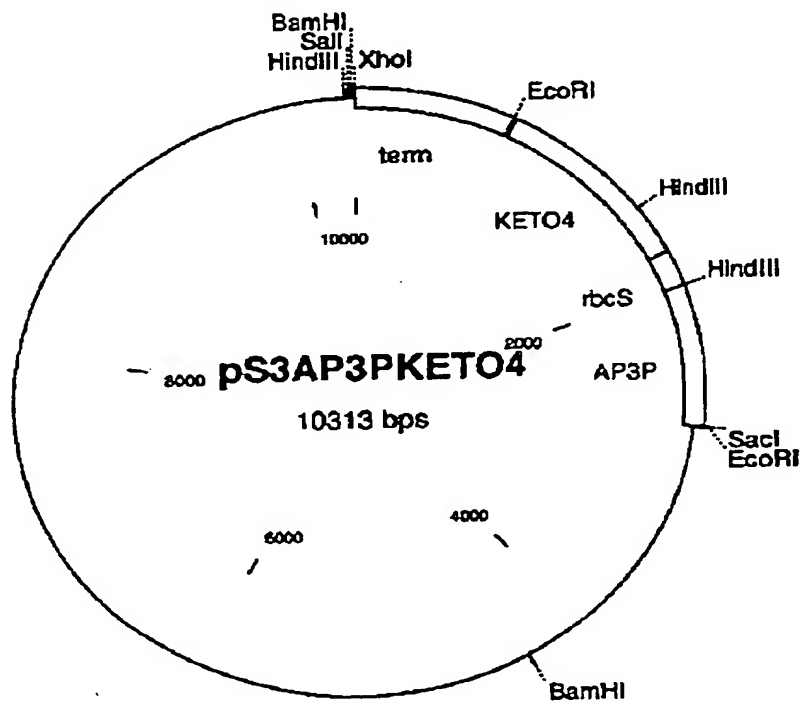 BamHI
SalI
HindIII
XhoI
EcoRI
term
HindIII
KETO4
10000
HindIII
rbcS
2000
pS3AP3PKETO4
8000
AP3P
10313 bps
SacI
EcoRI
4000
6000
BamHI